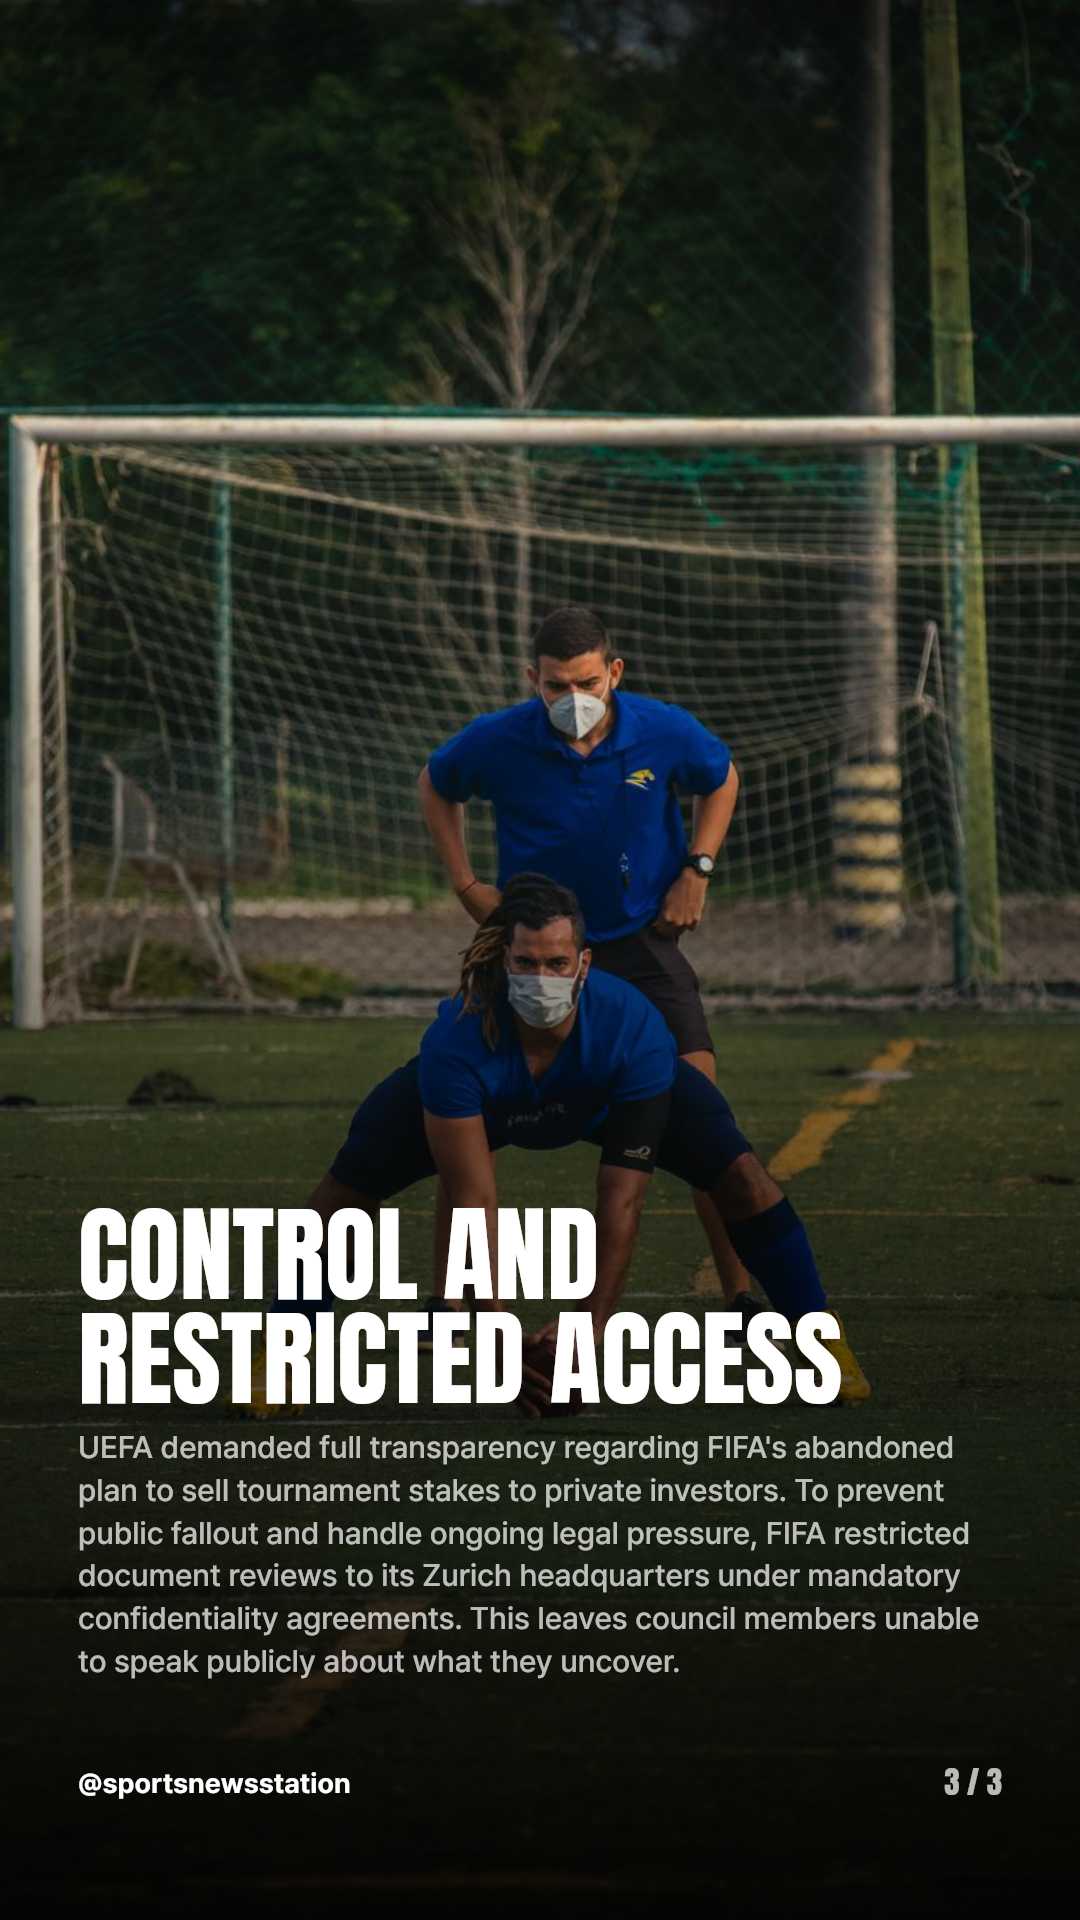 CONTROL AND
RESTRICTED ACCESS
UEFA demanded full transparency regarding FIFA's abandoned
plan to sell tournament stakes to private investors. To prevent
public fallout and handle ongoing legal pressure, FIFA restricted
document reviews to its Zurich headquarters under mandatory
confidentiality agreements. This leaves council members unable
to speak publicly about what they uncover.
@sportsnewsstation
3 / 3